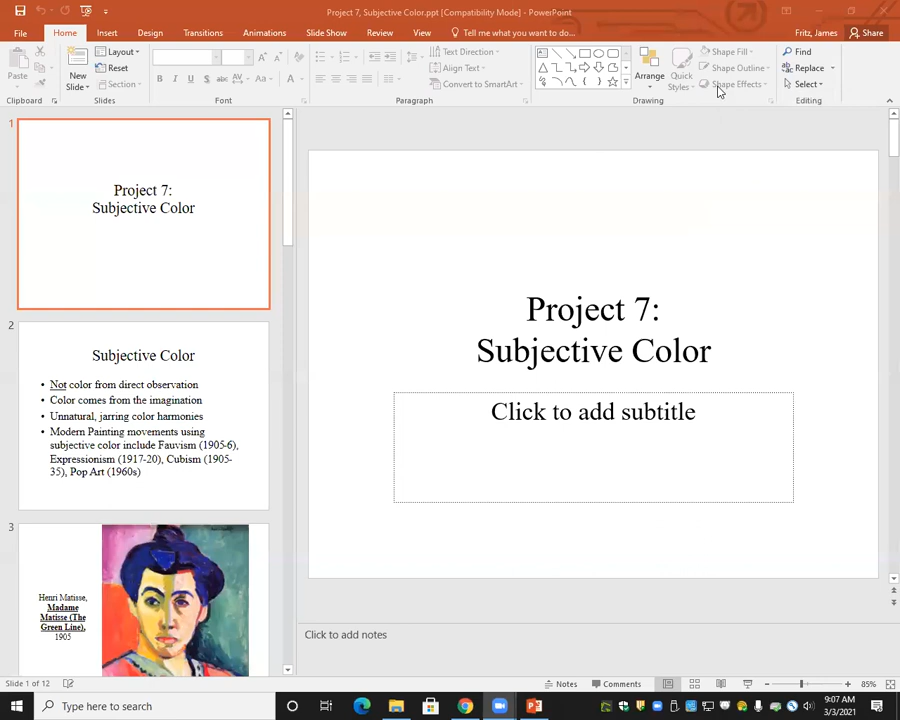 Project 7, Subjective Color.ppt [Compatibility Mode] - PowerPoint
File Home Insert Design Transitions Animations Slide Show Review View Tell me what you want to do... Fritz, James Share
Paste
Clipboard
New
Slide
Layout
Reset
Section
Slides
B I U S abc AV Aa A
Font
Text Direction
Align Text
Convert to SmartArt
Paragraph
Arrange
Quick
Styles
Shape Fill
Shape Outline
Shape Effects
Drawing
Find
Replace
Select
Editing
1
Project 7:
Subjective Color
2
Subjective Color
• Not color from direct observation
• Color comes from the imagination
• Unnatural, jarring color harmonies
• Modern Painting movements using
subjective color include Fauvism (1905-6),
Expressionism (1917-20), Cubism (1905-
35), Pop Art (1960s)
3
Henri Matisse,
Madame
Matisse (The
Green Line),
1905
Project 7:
Subjective Color
Click to add subtitle
Click to add notes
Slide 1 of 12
Notes
Comments
85%
Type here to search
9:07 AM
3/3/2021